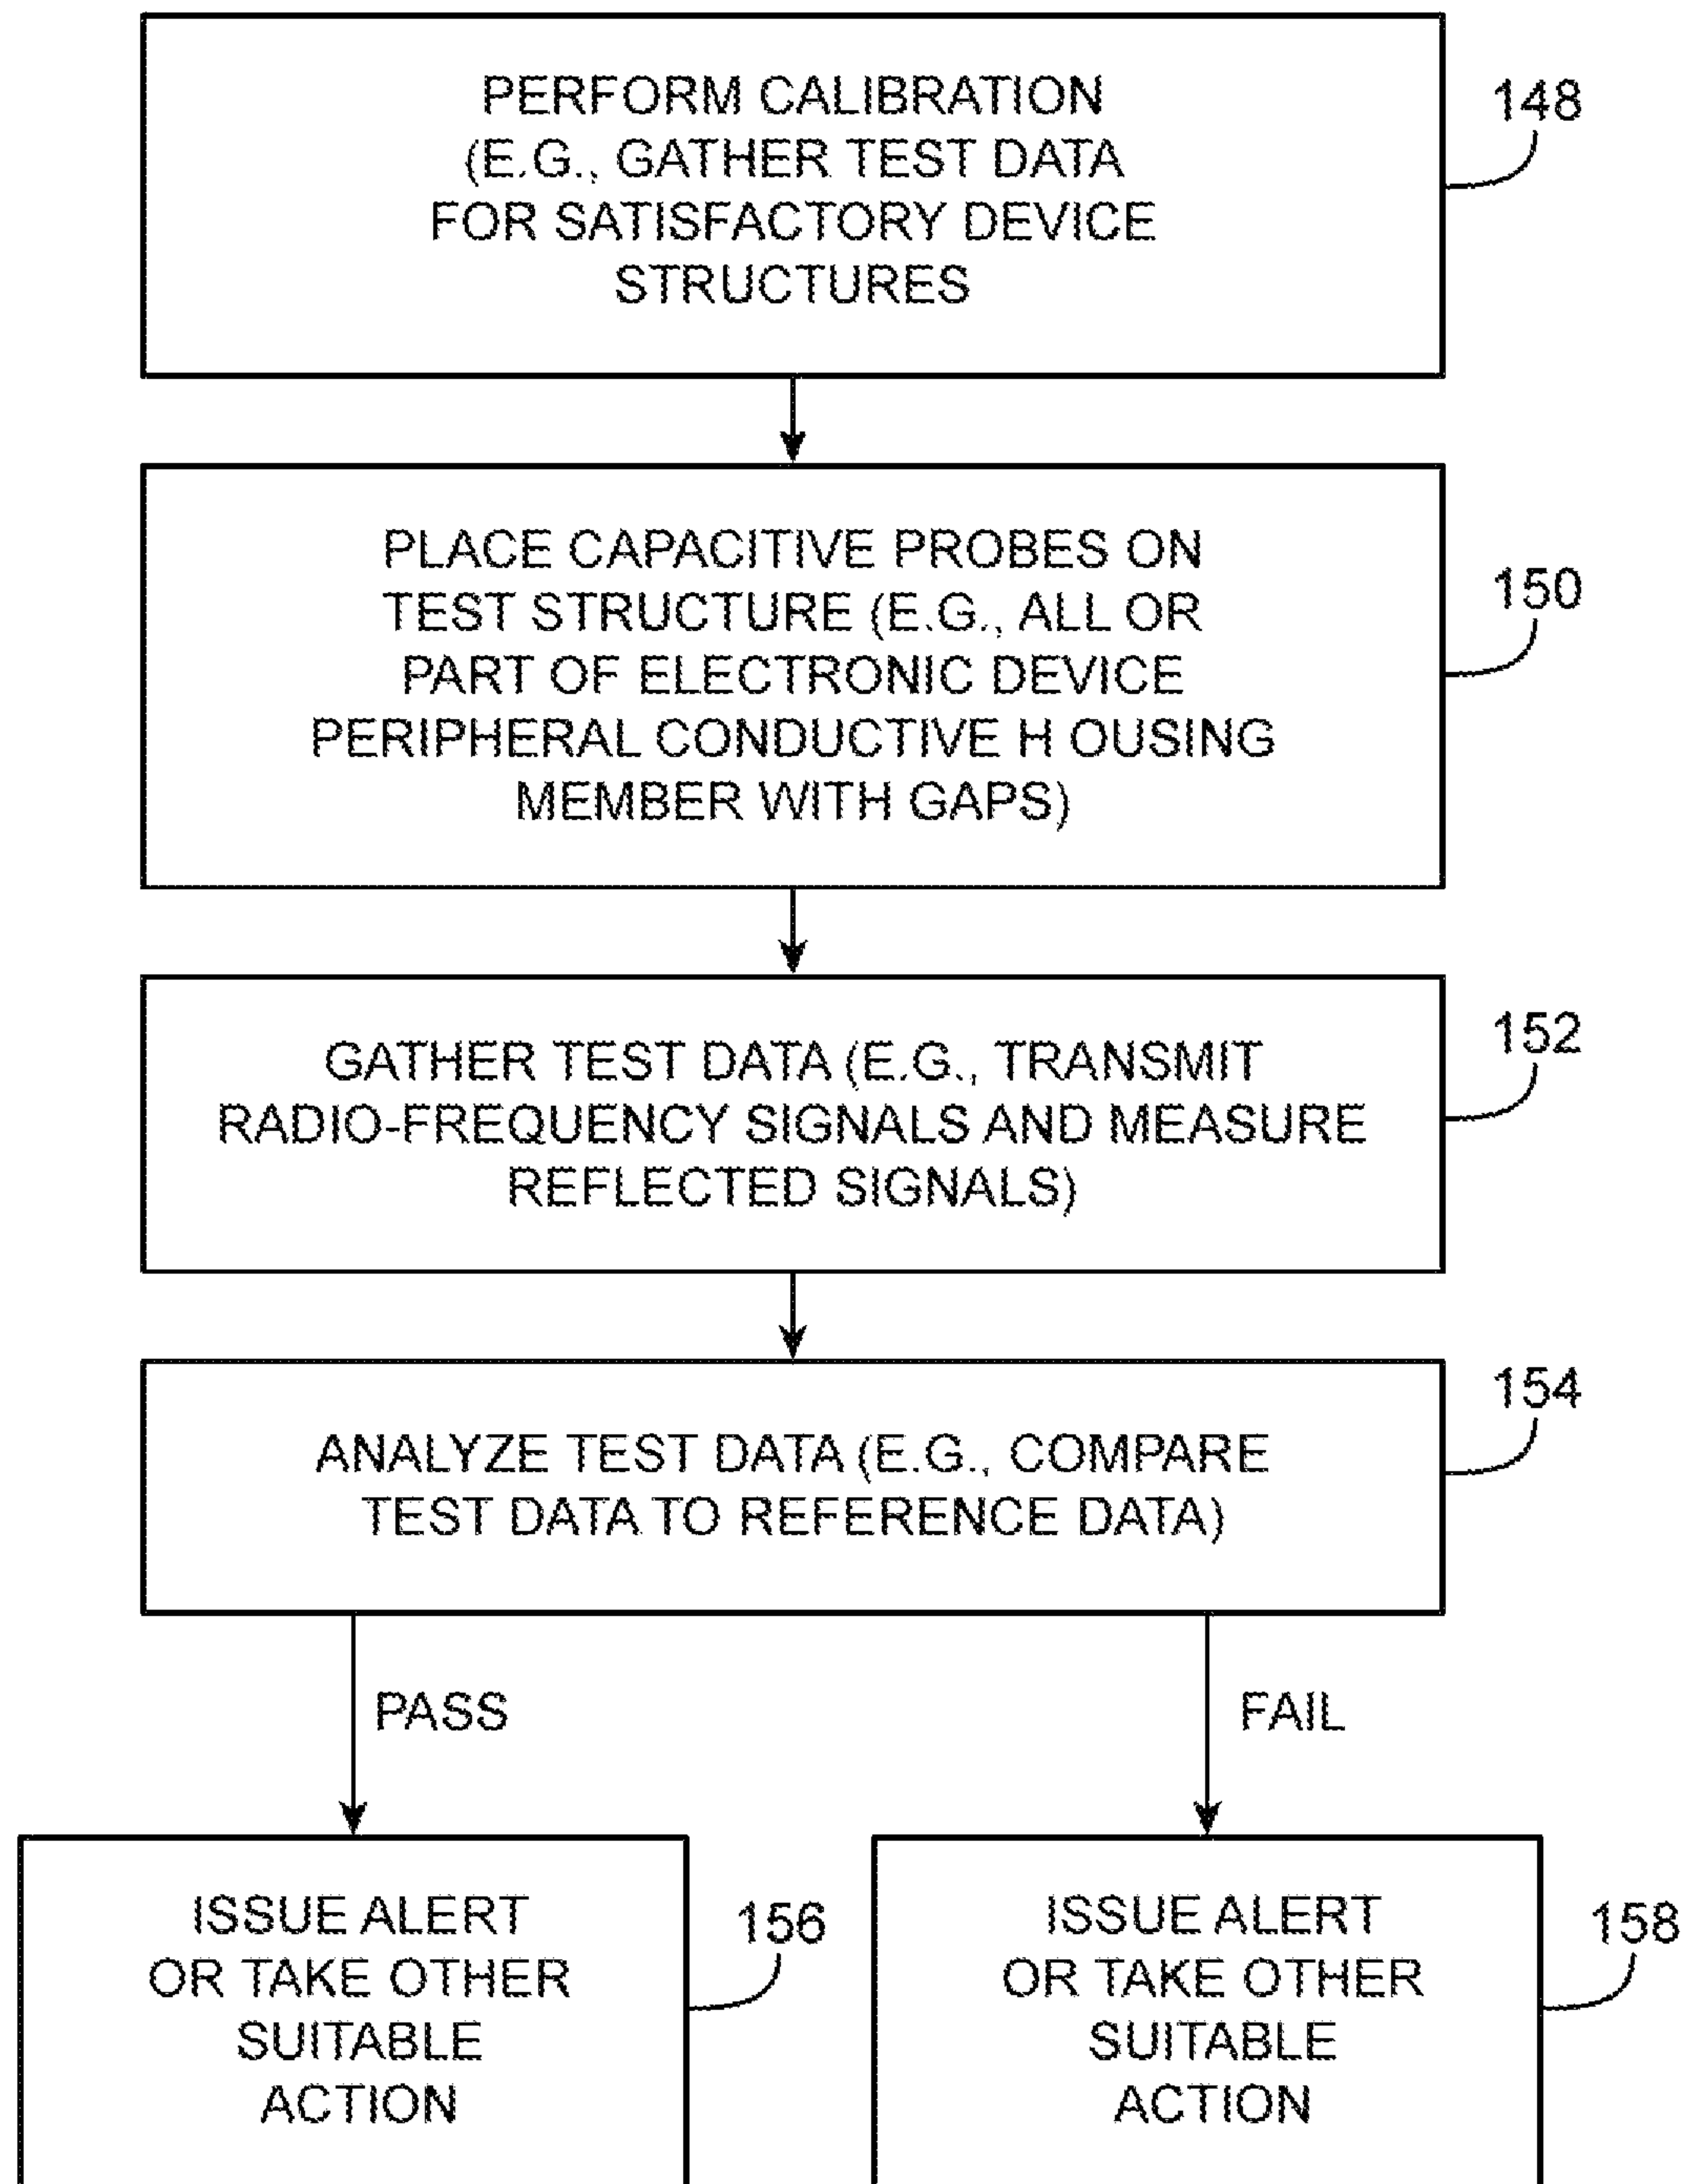 PERFORM CALIBRATION
(E.G., GATHER TEST DATA
FOR SATISFACTORY DEVICE
STRUCTURES
148
PLACE CAPACITIVE PROBES ON
TEST STRUCTURE (E.G., ALL OR
PART OF ELECTRONIC DEVICE
PERIPHERAL CONDUCTIVE H OUSING
MEMBER WITH GAPS)
150
GATHER TEST DATA (E.G., TRANSMIT
RADIO-FREQUENCY SIGNALS AND MEASURE
REFLECTED SIGNALS)
152
ANALYZE TEST DATA (E.G., COMPARE
TEST DATA TO REFERENCE DATA)
154
PASS
FAIL
ISSUE ALERT
OR TAKE OTHER
SUITABLE
ACTION
156
ISSUE ALERT
OR TAKE OTHER
SUITABLE
ACTION
158